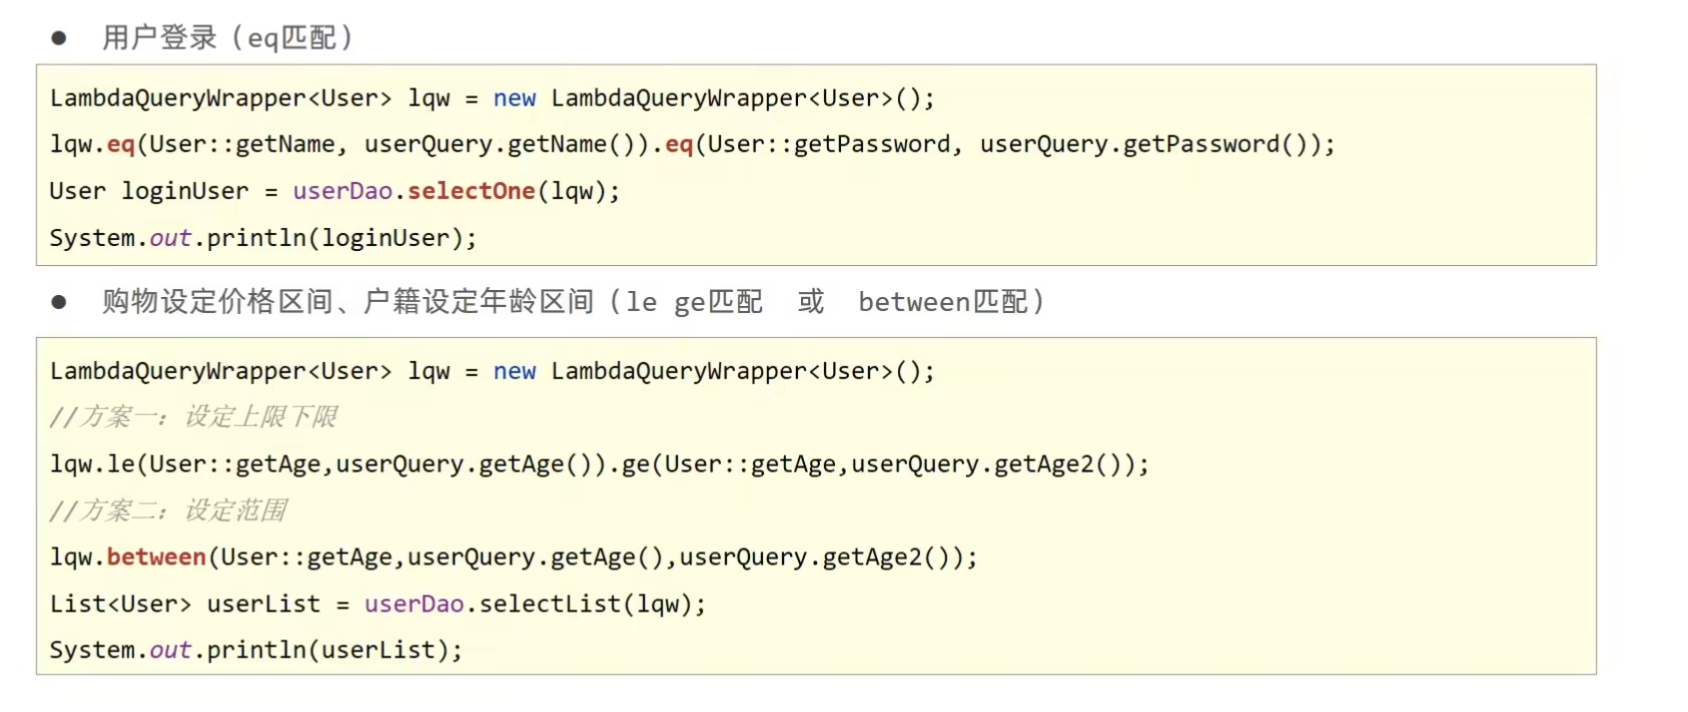 ● 用户登录（eq匹配）
LambdaQueryWrapper<User> lqw = new LambdaQueryWrapper<User>();
lqw.eq(User::getName, userQuery.getName()).eq(User::getPassword, userQuery.getPassword());
User loginUser = userDao.selectOne(lqw);
System.out.println(loginUser);
● 购物设定价格区间、户籍设定年龄区间（le ge匹配 或 between匹配）
LambdaQueryWrapper<User> lqw = new LambdaQueryWrapper<User>();
//方案一：设定上限下限
lqw.le(User::getAge,userQuery.getAge()).ge(User::getAge,userQuery.getAge2());
//方案二：设定范围
lqw.between(User::getAge,userQuery.getAge(),userQuery.getAge2());
List<User> userList = userDao.selectList(lqw);
System.out.println(userList);